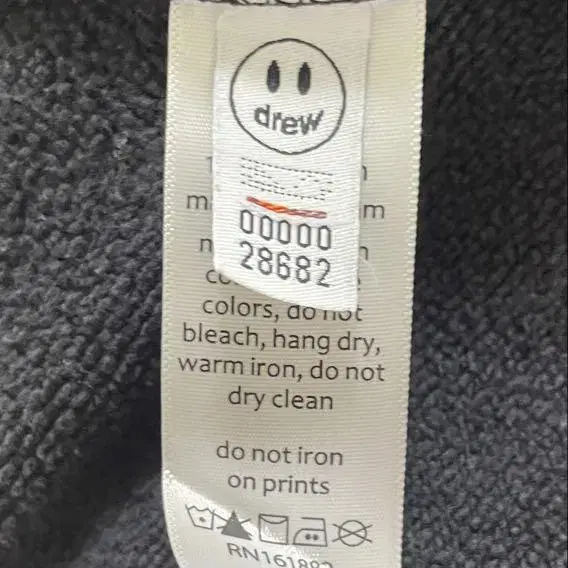 drew
00000
28682
colors, do not
bleach, hang dry,
warm iron, do not
dry clean
do not iron
on prints